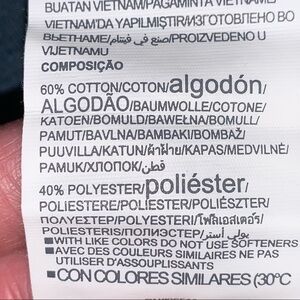 BUATAN VIETNAM/PAGAMINTA VIETNAME/
VIETNAM'DA YAPILMIŞTIR/ИЗГОТОВЛЕНО ВО
ВЬЕТНАМЕ/صنع في فيتنام/PROIZVEDENO U
VIJETNAMU
COMPOSIÇÃO
60% COTTON/COTON/algodón/
ALGODÃO/BAUMWOLLE/COTONE/
KATOEN/BOMULD/BAWEŁNA/BOMULL/
PAMUT/BAVLNA/BAMBAKI/BOMBAŽ/
PUUVILLA/KATUN/ผ้าฝ้าย/KAPAS/MEDVILNĖ/
PAMUK/ХЛОПОК/قطن/
40% POLYESTER/poliéster/
POLIESTERE/POLIESTER/POLISZTER/
ΠΟΛΥΕΣΤΕΡ/POLYESTERI/โพลีเอสเตอร์/
POLIESTERIS/ПОЛИЭСТЕР/بولي أستر/
■WITH LIKE COLORS DO NOT USE SOFTENERS
■AVEC DES COULEURS SIMILAIRES NE PAS
UTILISER D'ASSOUPLISSANTS
■CON COLORES SIMILARES (30°C